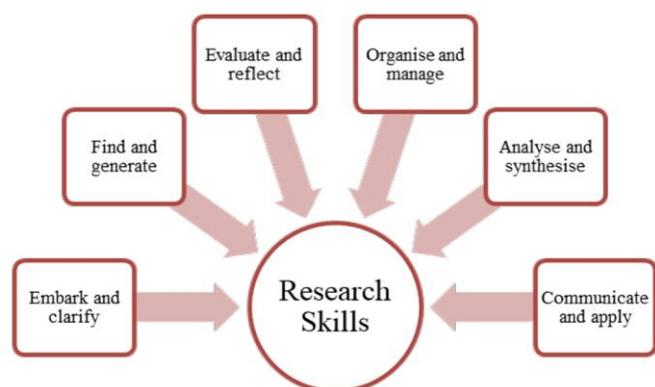 Evaluate and
reflect
Organise and
manage
Find and
generate
Analyse and
synthesise
Embark and
clarify
Research
Skills
Communicate
and apply